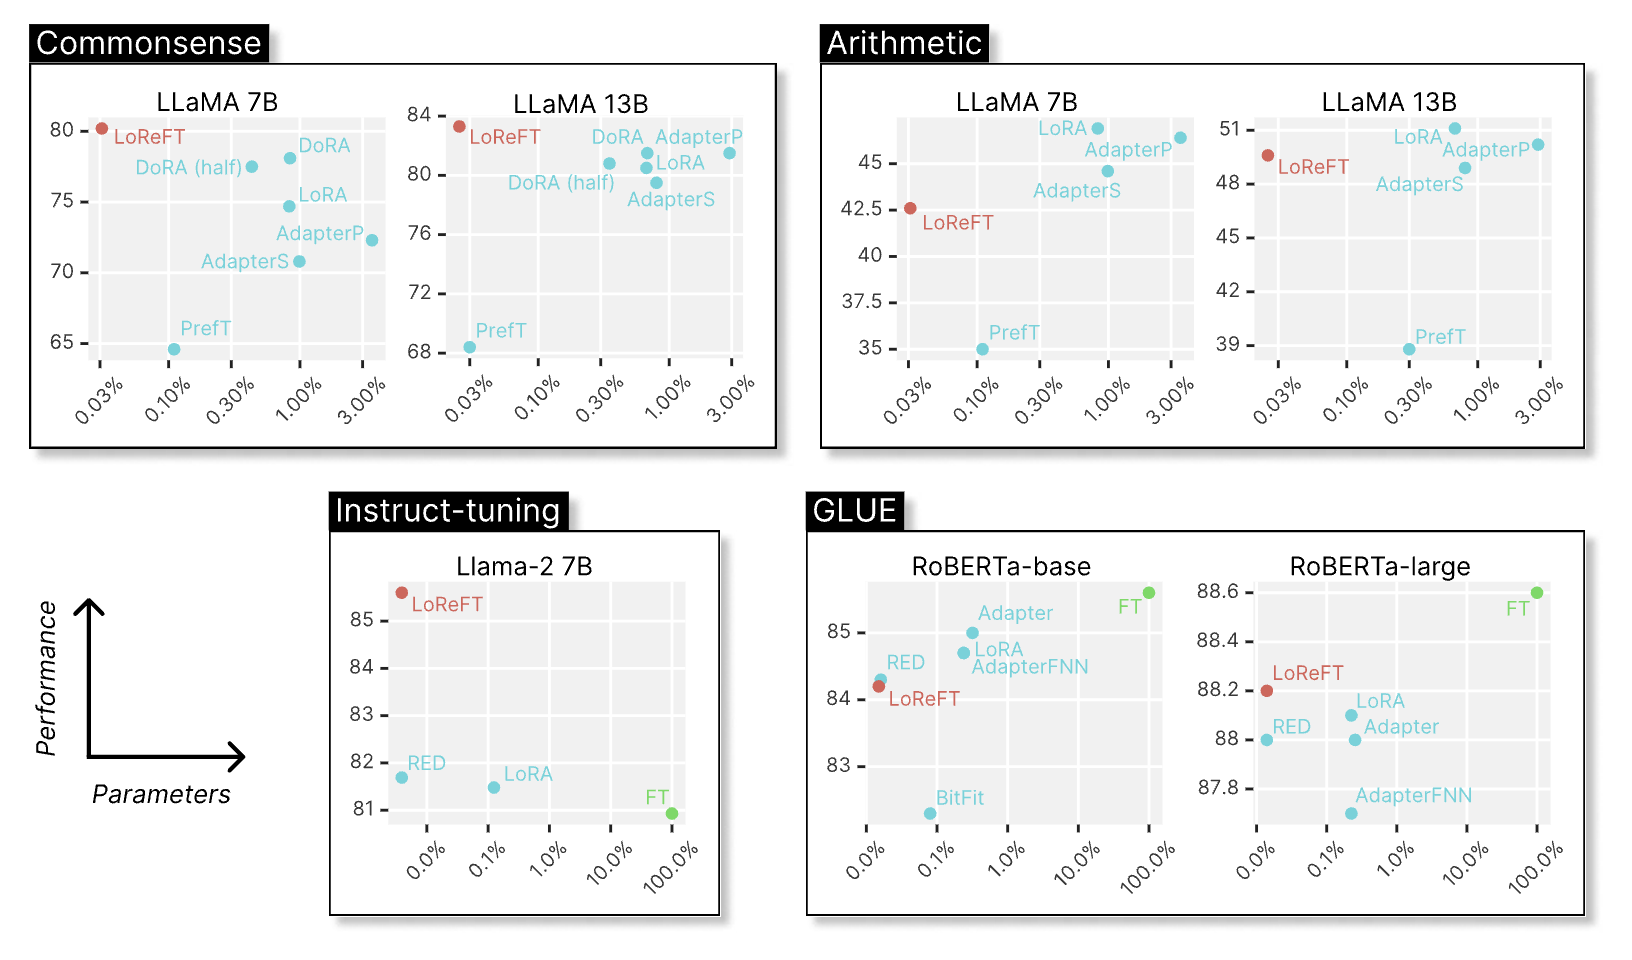 Commonsense
LLaMA 7B
80
75
70
65
LoReFT
DoRA (half)
DoRA
LoRA
AdapterP
AdapterS
PrefT
0.03%
0.10%
0.30%
1.00%
3.00%
LLaMA 13B
84
80
76
72
68
LoReFT
DoRA
AdapterP
LoRA
DoRA (half)
AdapterS
PrefT
0.03%
0.10%
0.30%
1.00%
3.00%
Arithmetic
LLaMA 7B
45
42.5
40
37.5
35
LoRA
AdapterP
AdapterS
LoReFT
PrefT
0.03%
0.10%
0.30%
1.00%
3.00%
LLaMA 13B
51
48
45
42
39
LoRA
AdapterP
LoReFT
AdapterS
PrefT
0.03%
0.10%
0.30%
1.00%
3.00%
Performance
Parameters
Instruct-tuning
Llama-2 7B
85
84
83
82
81
LoReFT
RED
LoRA
FT
0.0%
0.1%
1.0%
10.0%
100.0%
GLUE
RoBERTa-base
85
84
83
FT
Adapter
LoRA
AdapterFNN
RED
LoReFT
BitFit
0.0%
0.1%
1.0%
10.0%
100.0%
RoBERTa-large
88.6
88.4
88.2
88
87.8
FT
LoReFT
LoRA
RED
Adapter
AdapterFNN
0.0%
0.1%
1.0%
10.0%
100.0%